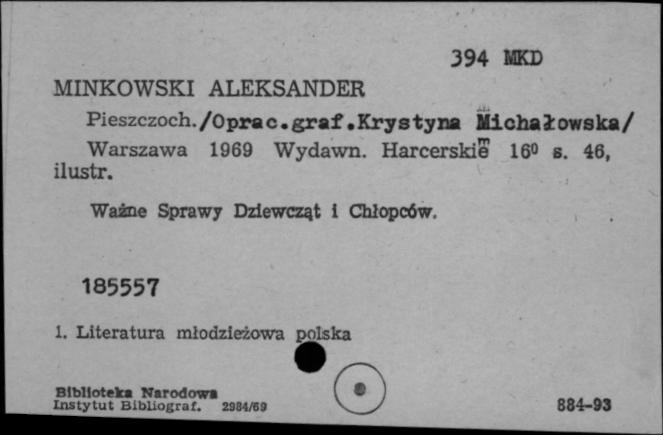 394 MKD
MINKOWSKI ALEKSANDER
Pieszczoch./Oprac.graf.Krystyna Michałowska/
Warszawa 1969 Wydawn. Harcerskie 16⁰ s. 46,
ilustr.
Ważne Sprawy Dziewcząt i Chłopców.
185557
1. Literatura młodzieżowa polska
Biblioteka Narodowa
Instytut Bibliograf. 2984/69
884-93